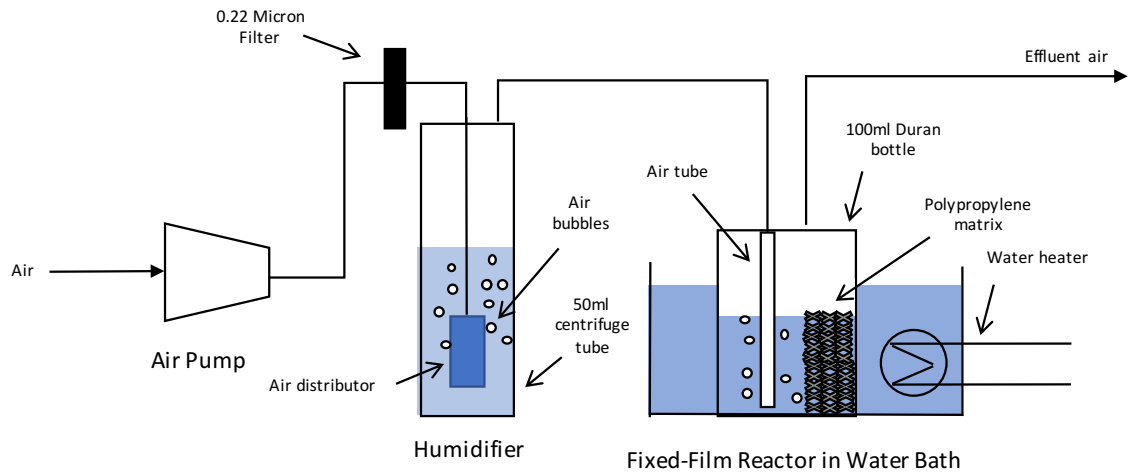 0.22 Micron
Filter
Effluent air
100ml Duran
bottle
Air tube
Polypropylene
matrix
Air
bubbles
Water heater
Air
50ml
centrifuge
tube
Air Pump
Air distributor
Humidifier
Fixed-Film Reactor in Water Bath